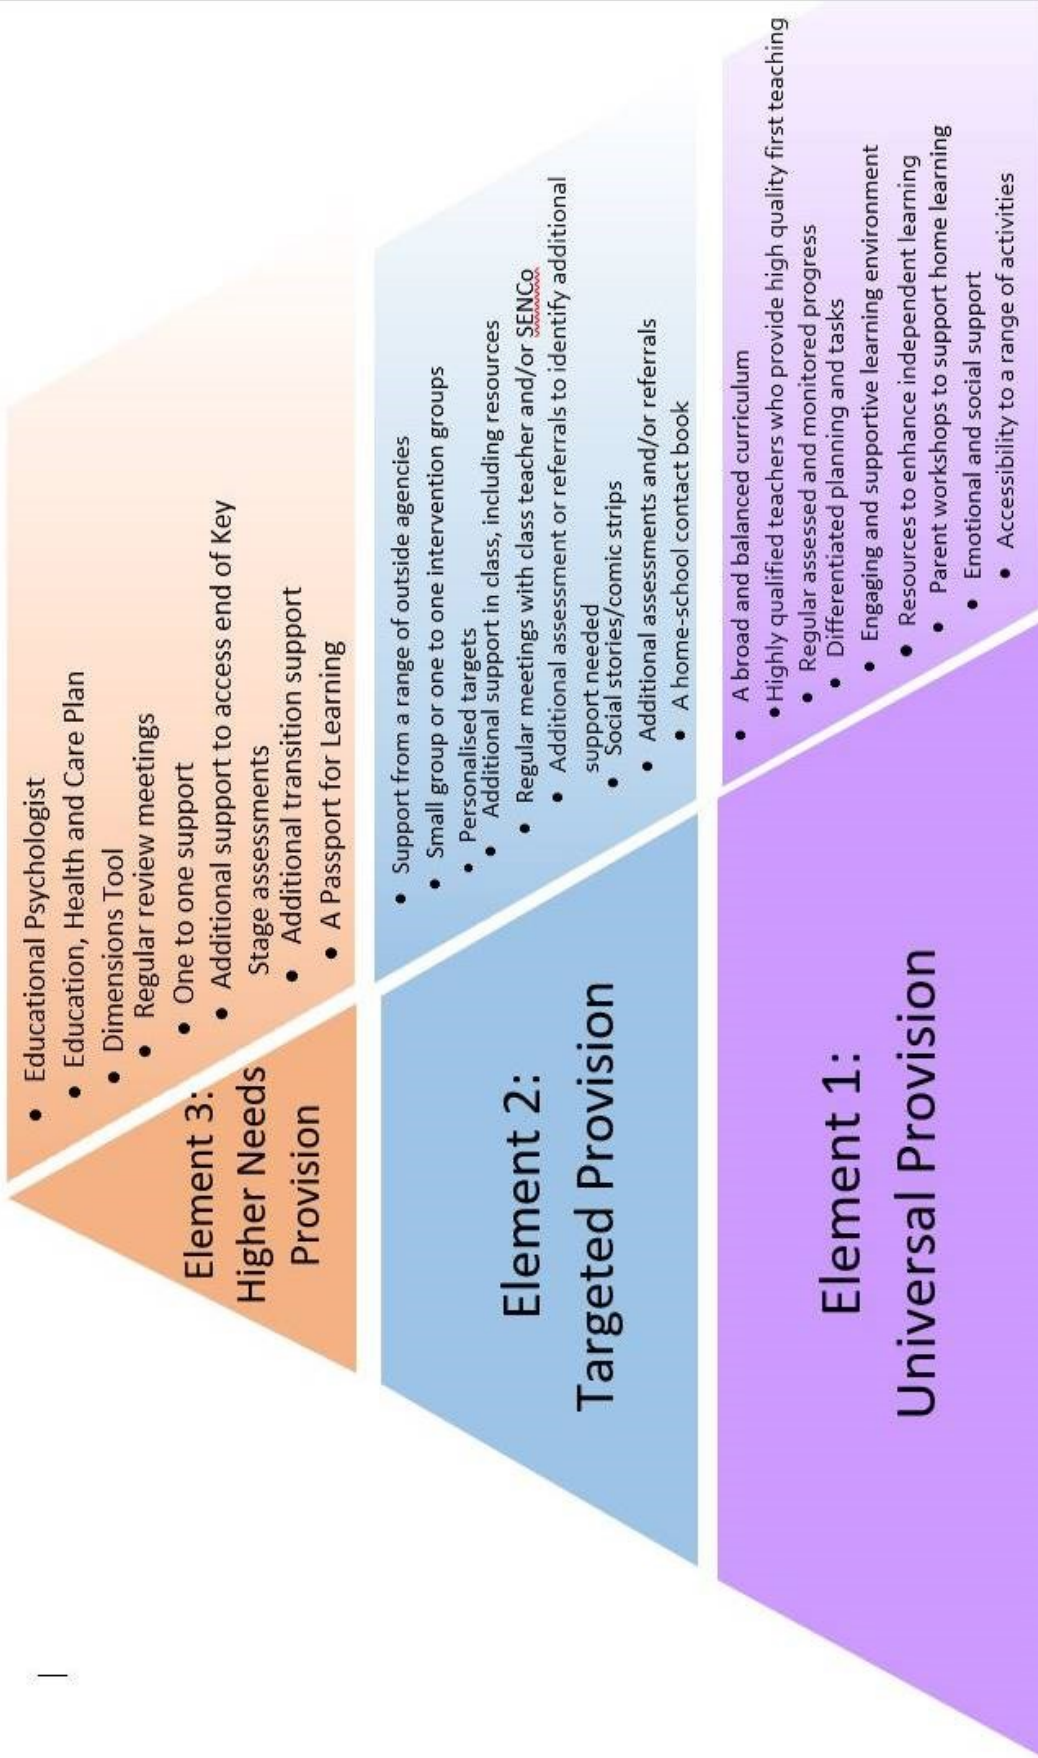 • Educational Psychologist
• Education, Health and Care Plan
• Dimensions Tool
• Regular review meetings
• One to one support
• Additional support to access end of Key
Stage assessments
• Additional transition support
• A Passport for Learning
Element 3:
Higher Needs
Provision
• Support from a range of outside agencies
• Small group or one to one intervention groups
• Personalised targets
• Additional support in class, including resources
• Regular meetings with class teacher and/or SENCo
• Additional assessment or referrals to identify additional
support needed
• Social stories/comic strips
• Additional assessments and/or referrals
• A home-school contact book
Element 2:
Targeted Provision
• A broad and balanced curriculum
• Highly qualified teachers who provide high quality first teaching
• Regular assessed and monitored progress
• Differentiated planning and tasks
• Engaging and supportive learning environment
• Resources to enhance independent learning
• Parent workshops to support home learning
• Emotional and social support
• Accessibility to a range of activities
Element 1:
Universal Provision